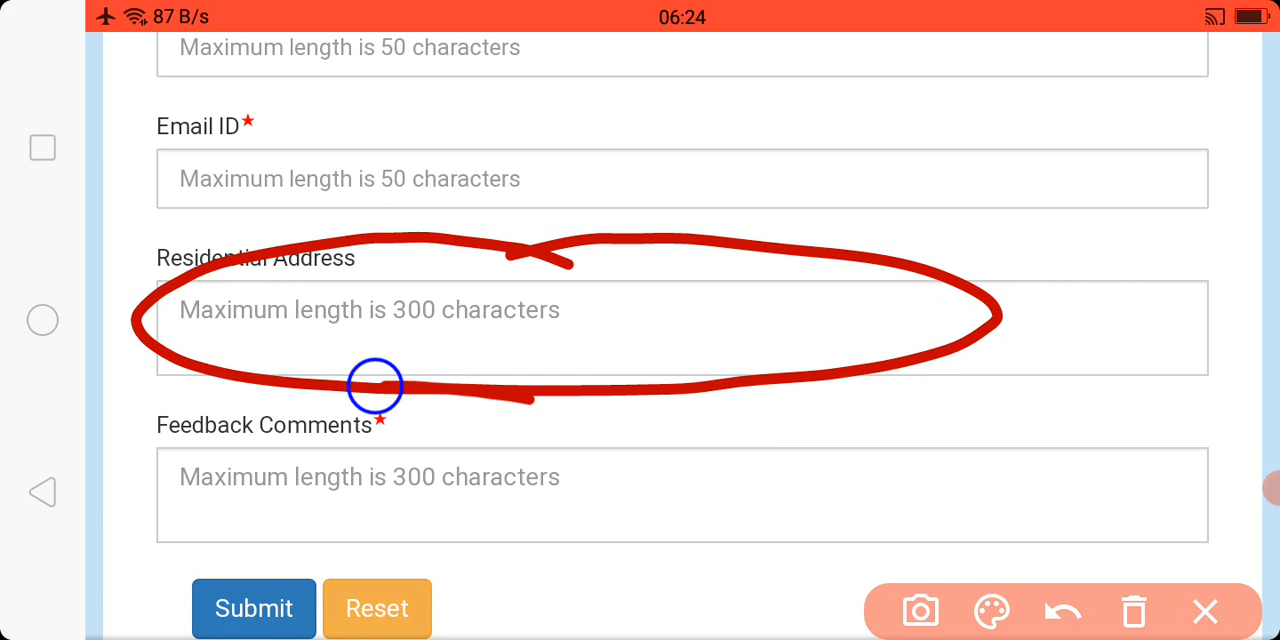 87 B/s
06:24
Maximum length is 50 characters
Email ID*
Maximum length is 50 characters
Residential Address
Maximum length is 300 characters
Feedback Comments*
Maximum length is 300 characters
Submit
Reset